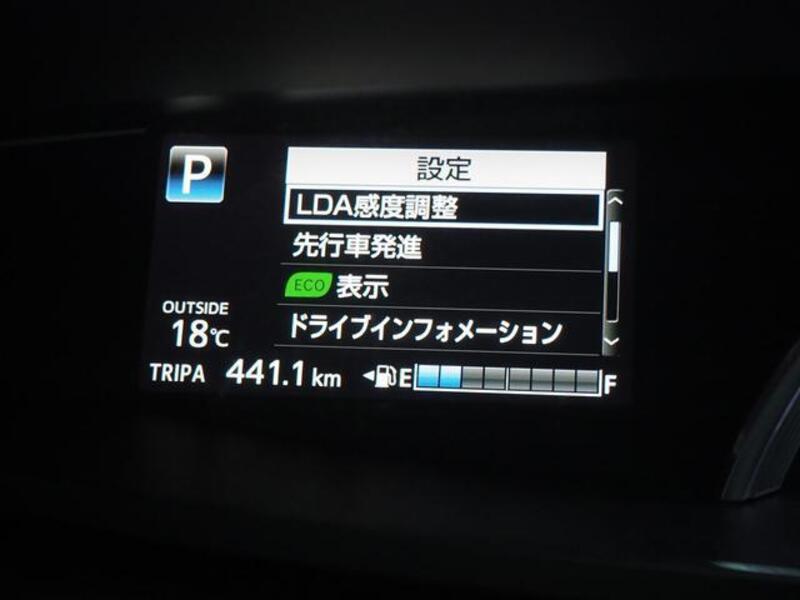 P
設定
LDA感度調整
先行車発進
ECO 表示
ドライブインフォメーション
OUTSIDE
18℃
TRIPA 441.1 km E F